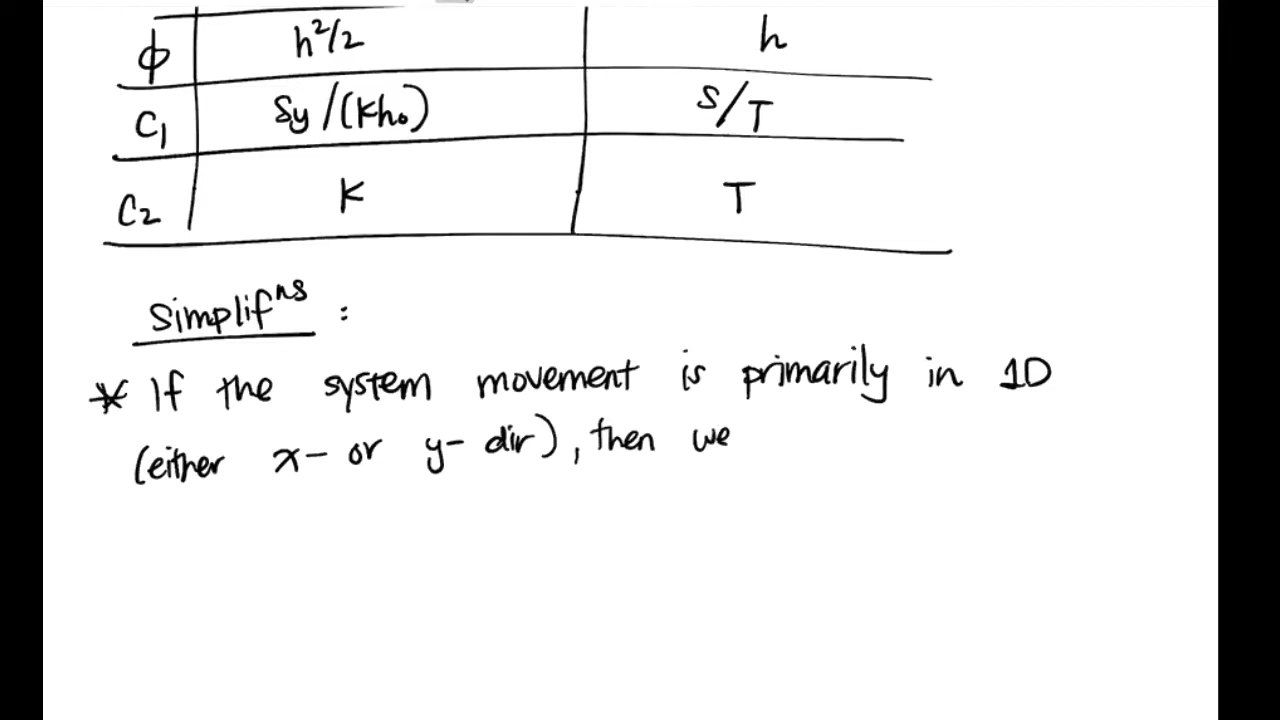 ϕ h²/2 h
C₁ Sy/(Kh₀) S/T
C₂ K T
Simplifⁿˢ :
* If the system movement is primarily in 1D
(either x- or y- dir), then we